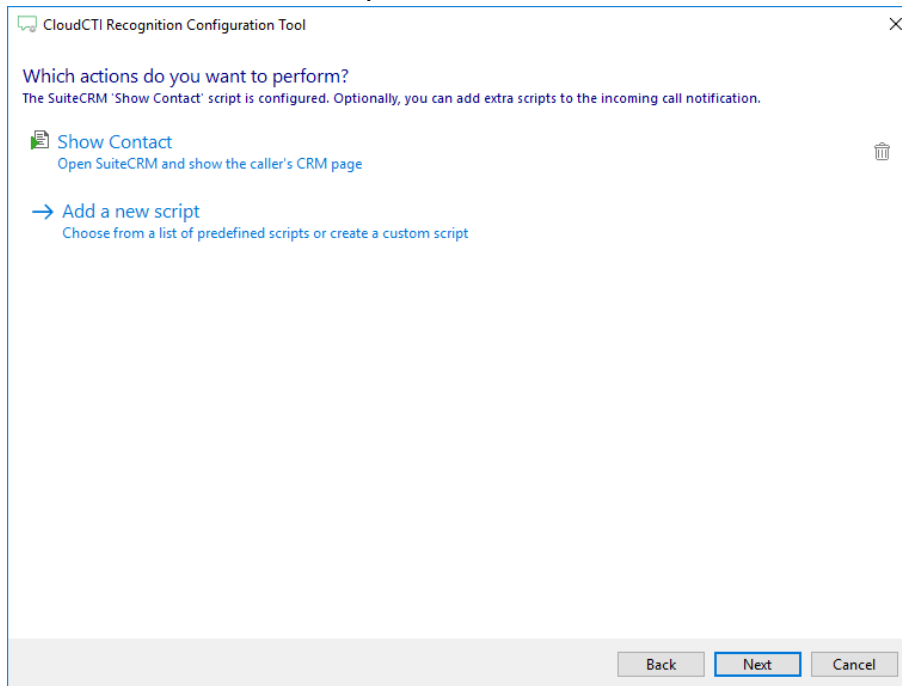 CloudCTI Recognition Configuration Tool
Which actions do you want to perform?
The SuiteCRM 'Show Contact' script is configured. Optionally, you can add extra scripts to the incoming call notification.
Show Contact
Open SuiteCRM and show the caller's CRM page
Add a new script
Choose from a list of predefined scripts or create a custom script
Back Next Cancel